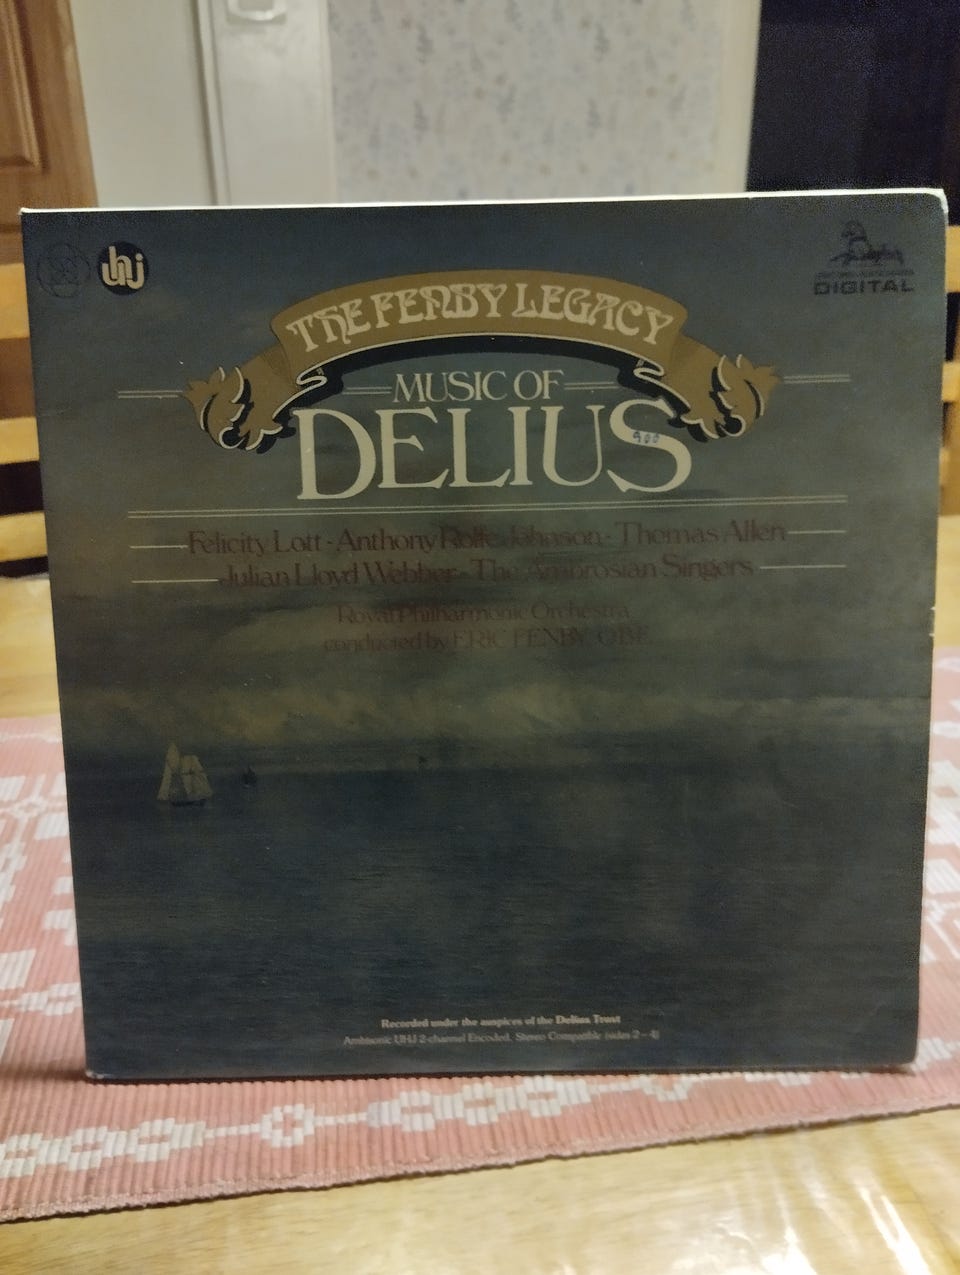 uhj
DIGITAL
THE FENBY LEGACY
MUSIC OF
DELIUS
900
Felicity Lott - Anthony Rolfe Johnson - Thomas Allen
Julian Lloyd Webber - The Ambrosian Singers
Royal Philharmonic Orchestra
conducted by ERIC FENBY, OBE
Recorded under the auspices of the Delius Trust
Ambisonic UHJ 2-channel Encoded. Stereo Compatible (sides 2–4)